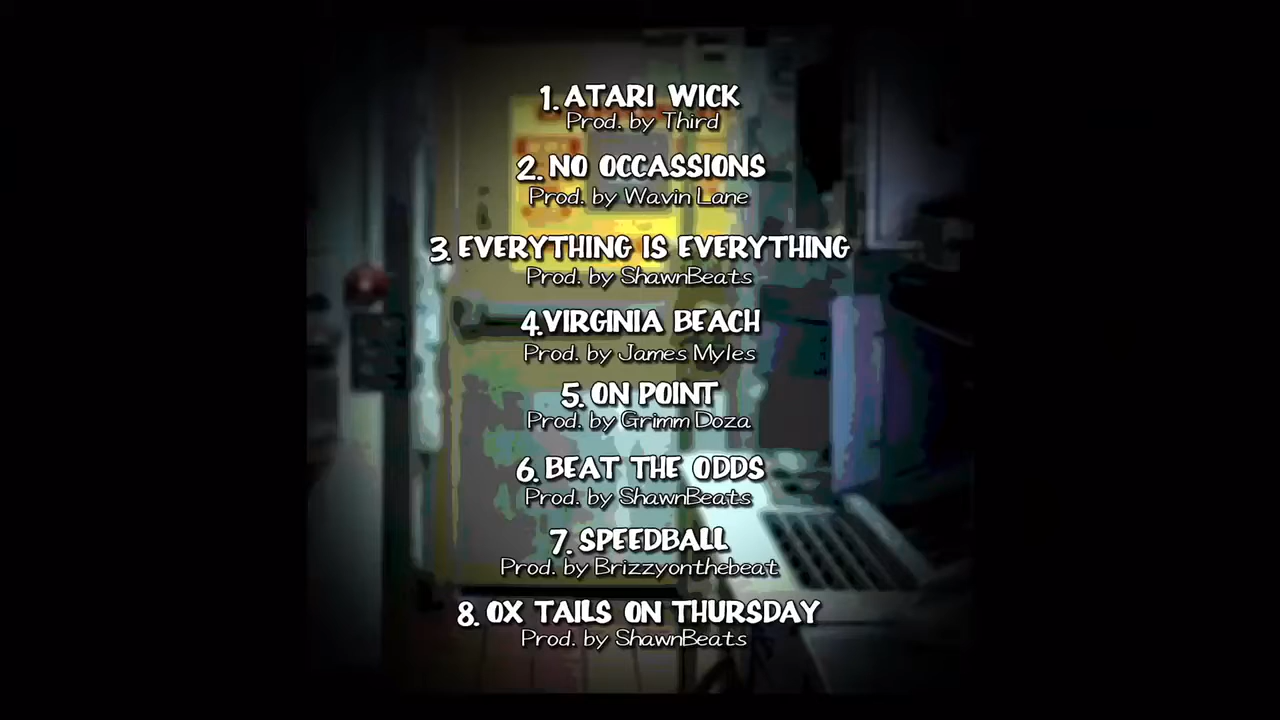 1. ATARI WICK
Prod. by Third
2. NO OCCASSIONS
Prod. by Wavin Lane
3. EVERYTHING IS EVERYTHING
Prod. by ShawnBeats
4.VIRGINIA BEACH
Prod. by James Myles
5. ON POINT
Prod. by Grimm Doza
6. BEAT THE ODDS
Prod. by ShawnBeats
7. SPEEDBALL
Prod. by Brizzyonthebeat
8. OX TAILS ON THURSDAY
Prod. by ShawnBeats